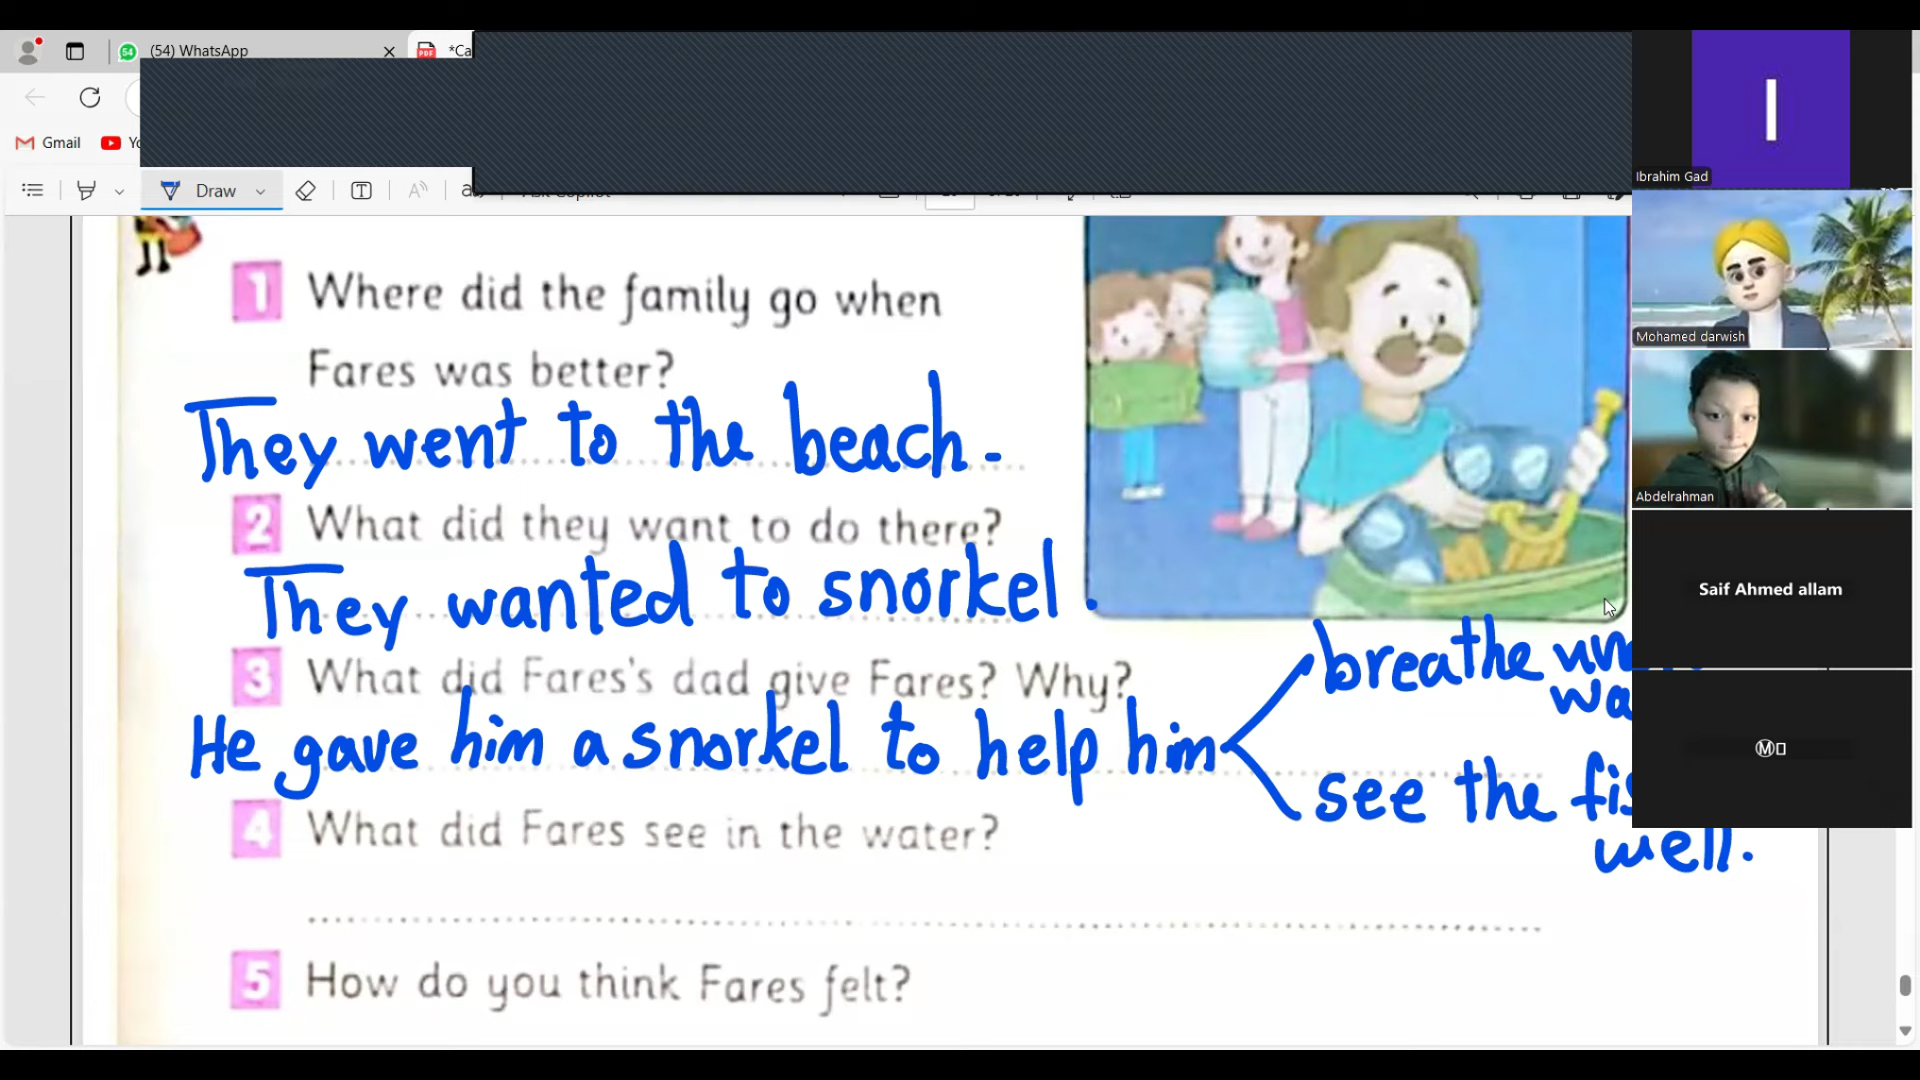 (54) WhatsApp
*Ca
Gmail
Draw
1 Where did the family go when
Fares was better?
They went to the beach.
2 What did they want to do there?
They wanted to snorkel.
3 What did Fares's dad give Fares? Why?
He gave him a snorkel to help him
breathe
see the
well.
4 What did Fares see in the water?
5 How do you think Fares felt?
I
Ibrahim Gad
Mohamed darwish
Abdelrahman
Saif Ahmed allam